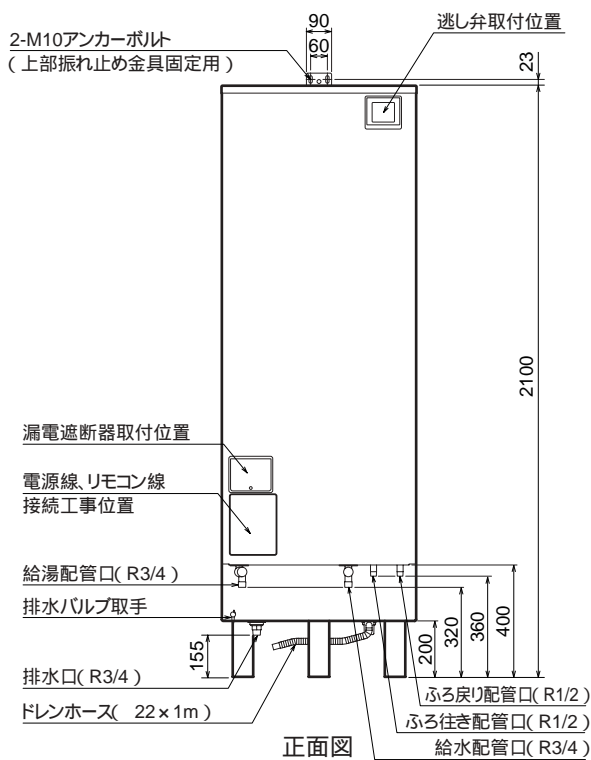 90
60
逃し弁取付位置
2-M10アンカーボルト
(上部振れ止め金具固定用)
23
2100
漏電遮断器取付位置
電源線、リモコン線
接続工事位置
給湯配管口(R3/4)
排水バルブ取手
155
200
320
360
400
排水口(R3/4)
ドレンホース( 22×1m)
ふろ戻り配管口(R1/2)
ふろ往き配管口(R1/2)
給水配管口(R3/4)
正面図